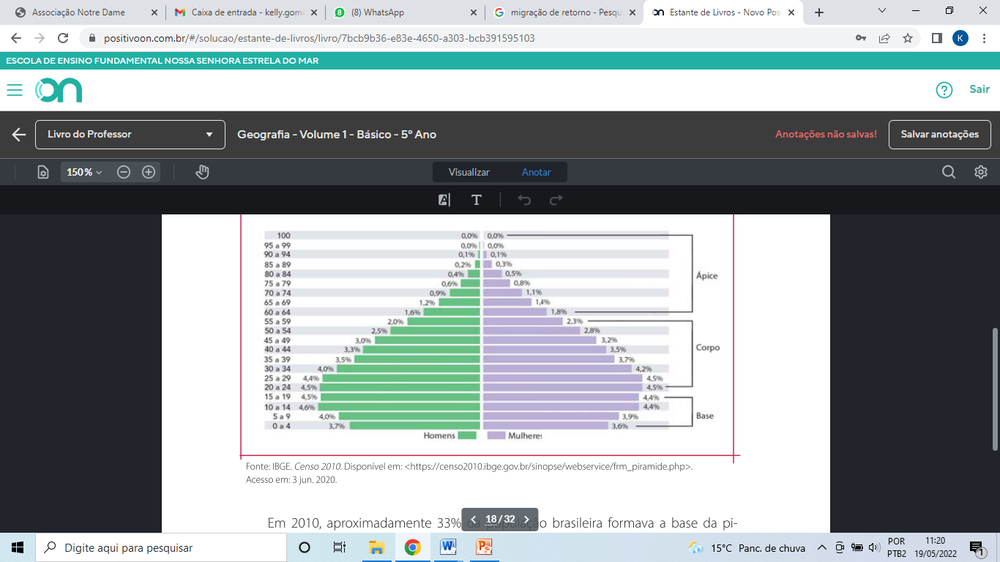 Associação Notre Dame
Caixa de entrada - kelly.gom
(8) WhatsApp
migração de retorno - Pesqu
Estante de Livros - Novo Pos
positivoon.com.br/#/solucao/estante-de-livros/livro/7bcb9b36-e83e-4650-a303-bcb391595103
K
ESCOLA DE ENSINO FUNDAMENTAL NOSSA SENHORA ESTRELA DO MAR
on
? Sair
Livro do Professor
Geografia - Volume 1 - Básico - 5º Ano
Anotações não salvas!
Salvar anotações
150%
Visualizar Anotar
A T
100 0,0% 0,0%
95 a 99 0,0% 0,0%
90 a 94 0,1% 0,1%
85 a 89 0,2% 0,3%
80 a 84 0,4% 0,5%
75 a 79 0,6% 0,8%
70 a 74 0,9% 1,1%
65 a 69 1,2% 1,4%
60 a 64 1,6% 1,8%
55 a 59 2,0% 2,3%
50 a 54 2,5% 2,8%
45 a 49 3,0% 3,2%
40 a 44 3,3% 3,5%
35 a 39 3,5% 3,7%
30 a 34 4,0% 4,2%
25 a 29 4,4% 4,5%
20 a 24 4,5% 4,5%
15 a 19 4,5% 4,4%
10 a 14 4,6% 4,4%
5 a 9 4,0% 3,9%
0 a 4 3,7% 3,6%
Ápice
Corpo
Base
Homens Mulheres
Fonte: IBGE. Censo 2010. Disponível em: <https://censo2010.ibge.gov.br/sinopse/webservice/frm_piramide.php>.
Acesso em: 3 jun. 2020.
Em 2010, aproximadamente 33% da população brasileira formava a base da pi-
18 / 32
Digite aqui para pesquisar
15°C Panc. de chuva
POR
PTB2
11:20
19/05/2022
1